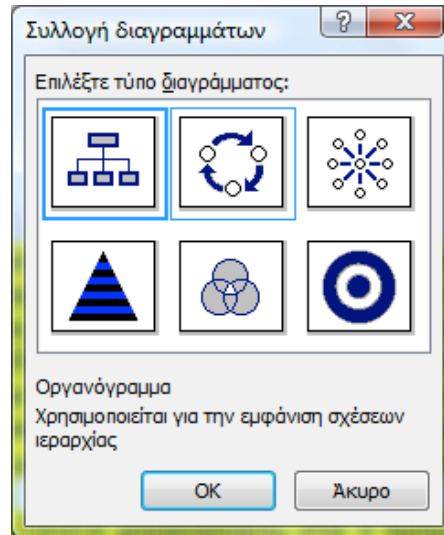 Συλλογή διαγραμμάτων
Επιλέξτε τύπο διαγράμματος:
Οργανόγραμμα
Χρησιμοποιείται για την εμφάνιση σχέσεων
ιεραρχίας
OK
Άκυρο